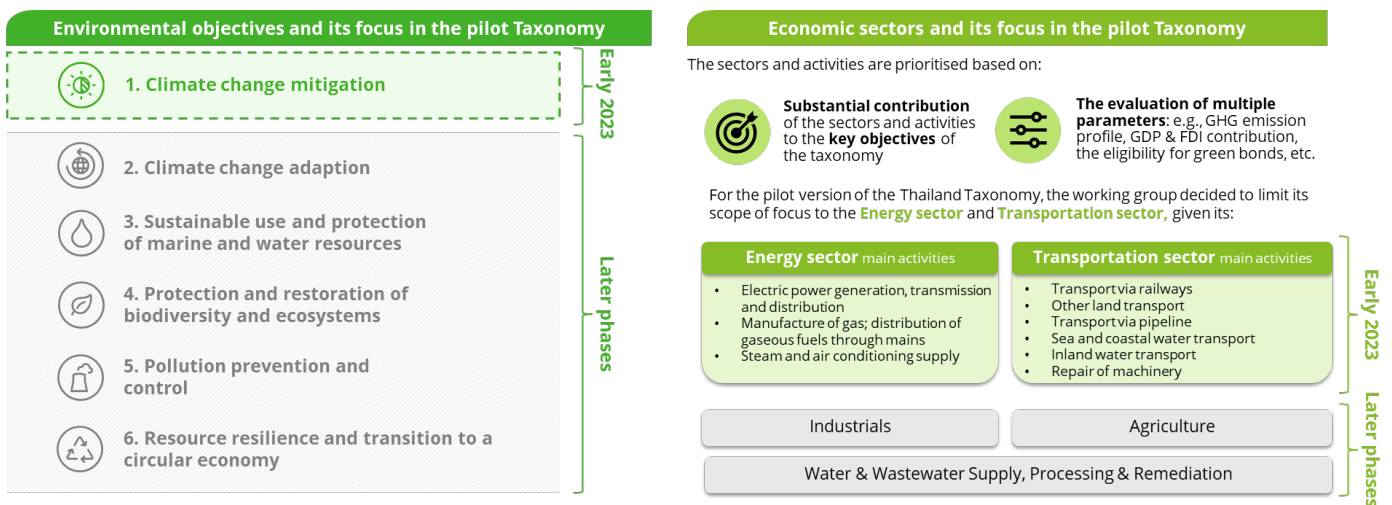 Environmental objectives and its focus in the pilot Taxonomy
1. Climate change mitigation
Early 2023
2. Climate change adaption
3. Sustainable use and protection
of marine and water resources
4. Protection and restoration of
biodiversity and ecosystems
5. Pollution prevention and
control
6. Resource resilience and transition to a
circular economy
Later phases
Economic sectors and its focus in the pilot Taxonomy
The sectors and activities are prioritised based on:
Substantial contribution
of the sectors and activities
to the key objectives of
the taxonomy
The evaluation of multiple
parameters: e.g., GHG emission
profile, GDP & FDI contribution,
the eligibility for green bonds, etc.
For the pilot version of the Thailand Taxonomy, the working group decided to limit its
scope of focus to the Energy sector and Transportation sector, given its:
Energy sector main activities
• Electric power generation, transmission
and distribution
• Manufacture of gas; distribution of
gaseous fuels through mains
• Steam and air conditioning supply
Transportation sector main activities
• Transport via railways
• Other land transport
• Transport via pipeline
• Sea and coastal water transport
• Inland water transport
• Repair of machinery
Early 2023
Industrials
Agriculture
Water & Wastewater Supply, Processing & Remediation
Later phases